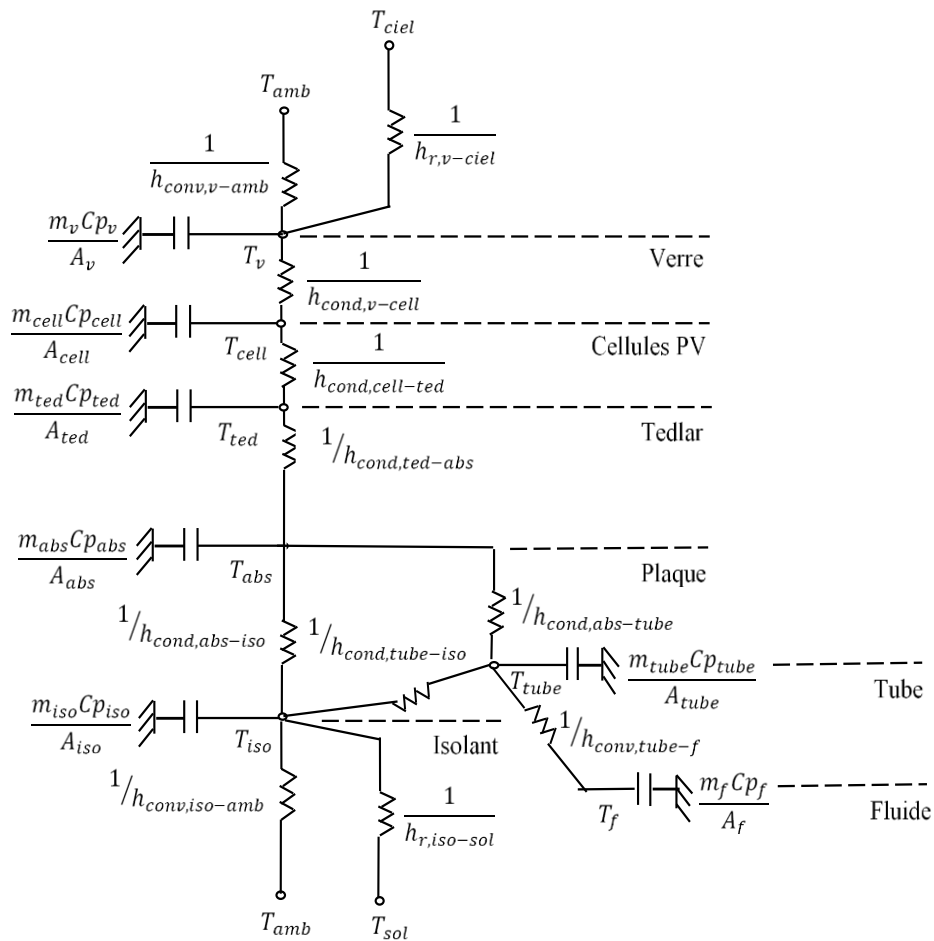 T_ciel
T_amb
1/h_r,v−ciel
1/h_conv,v−amb
m_v Cp_v / A_v
T_v
Verre
1/h_cond,v−cell
m_cell Cp_cell / A_cell
T_cell
Cellules PV
1/h_cond,cell−ted
m_ted Cp_ted / A_ted
T_ted
Tedlar
1/h_cond,ted−abs
m_abs Cp_abs / A_abs
T_abs
Plaque
1/h_cond,abs−iso
1/h_cond,tube−iso
1/h_cond,abs−tube
T_tube
m_tube Cp_tube / A_tube
Tube
m_iso Cp_iso / A_iso
T_iso
Isolant
1/h_conv,tube−f
1/h_conv,iso−amb
1/h_r,iso−sol
T_f
m_f Cp_f / A_f
Fluide
T_amb
T_sol